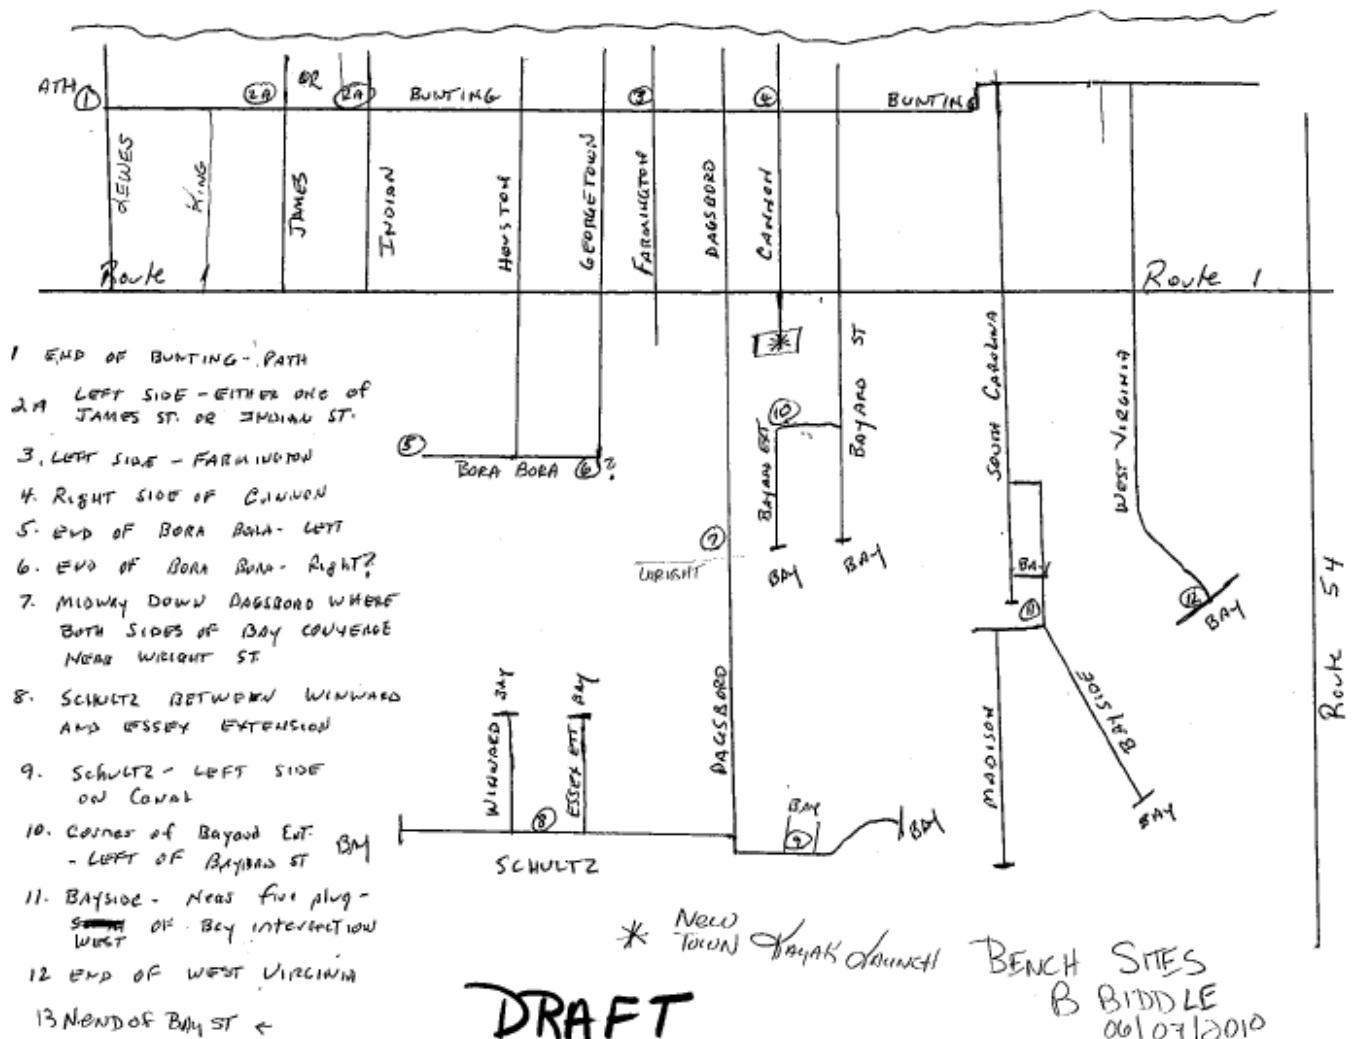 ATH 1
2A OR 2A
BUNTING
3
4
BUNTING
LEWES
KING
JAMES
INDIAN
HOUSTON
GEORGETOWN
FARMINGTON
DAGSBORO
CANNON
Route 1
Route 1
1 END OF BUNTING - PATH
2A LEFT SIDE - EITHER ONE OF
JAMES ST. OR INDIAN ST.
3. LEFT SIDE - FARMINGTON
4. RIGHT SIDE OF CANNON
5. END OF BORA BORA - LEFT
6. END OF BORA BORA - Right?
7. MIDWAY DOWN DAGSBORO WHERE
BOTH SIDES OF BAY CONVERGE
NEAR WRIGHT ST.
8. SCHULTZ BETWEEN WINWARD
AND ESSEX EXTENSION
9. SCHULTZ - LEFT SIDE
ON CANAL
10. Corner of Bayard Ext.
- LEFT OF BAYARD ST
11. BAYSIDE - Near fire plug -
WEST OF Bay intersection
12 END OF WEST VIRGINIA
13 N. END OF BAY ST ←
5
BORA BORA 6 ?
10
BAYARD EXT
BAYARD ST
BAY
BAY
7
WRIGHT
SOUTH CAROLINA
BAY
11
WEST VIRGINIA
12
BAY
Route 54
WINWARD BAY
ESSEX EXT BAY
DAGSBORO
MADISON
BAY SIDE
BAY
BAY
8
SCHULTZ
BAY
9
BAY
* NEW
TOWN KAYAK LAUNCH
DRAFT
BENCH SITES
B BIDDLE
06/07/2010